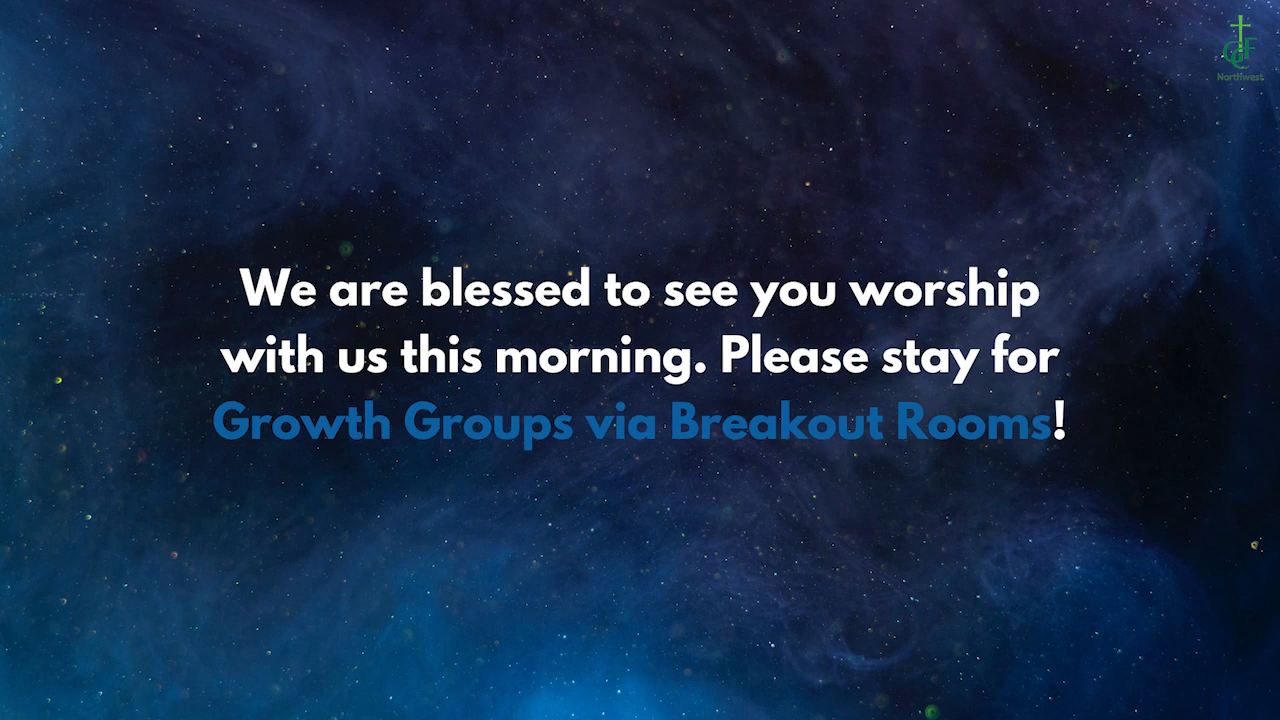 Northwest
We are blessed to see you worship
with us this morning. Please stay for
Growth Groups via Breakout Rooms!